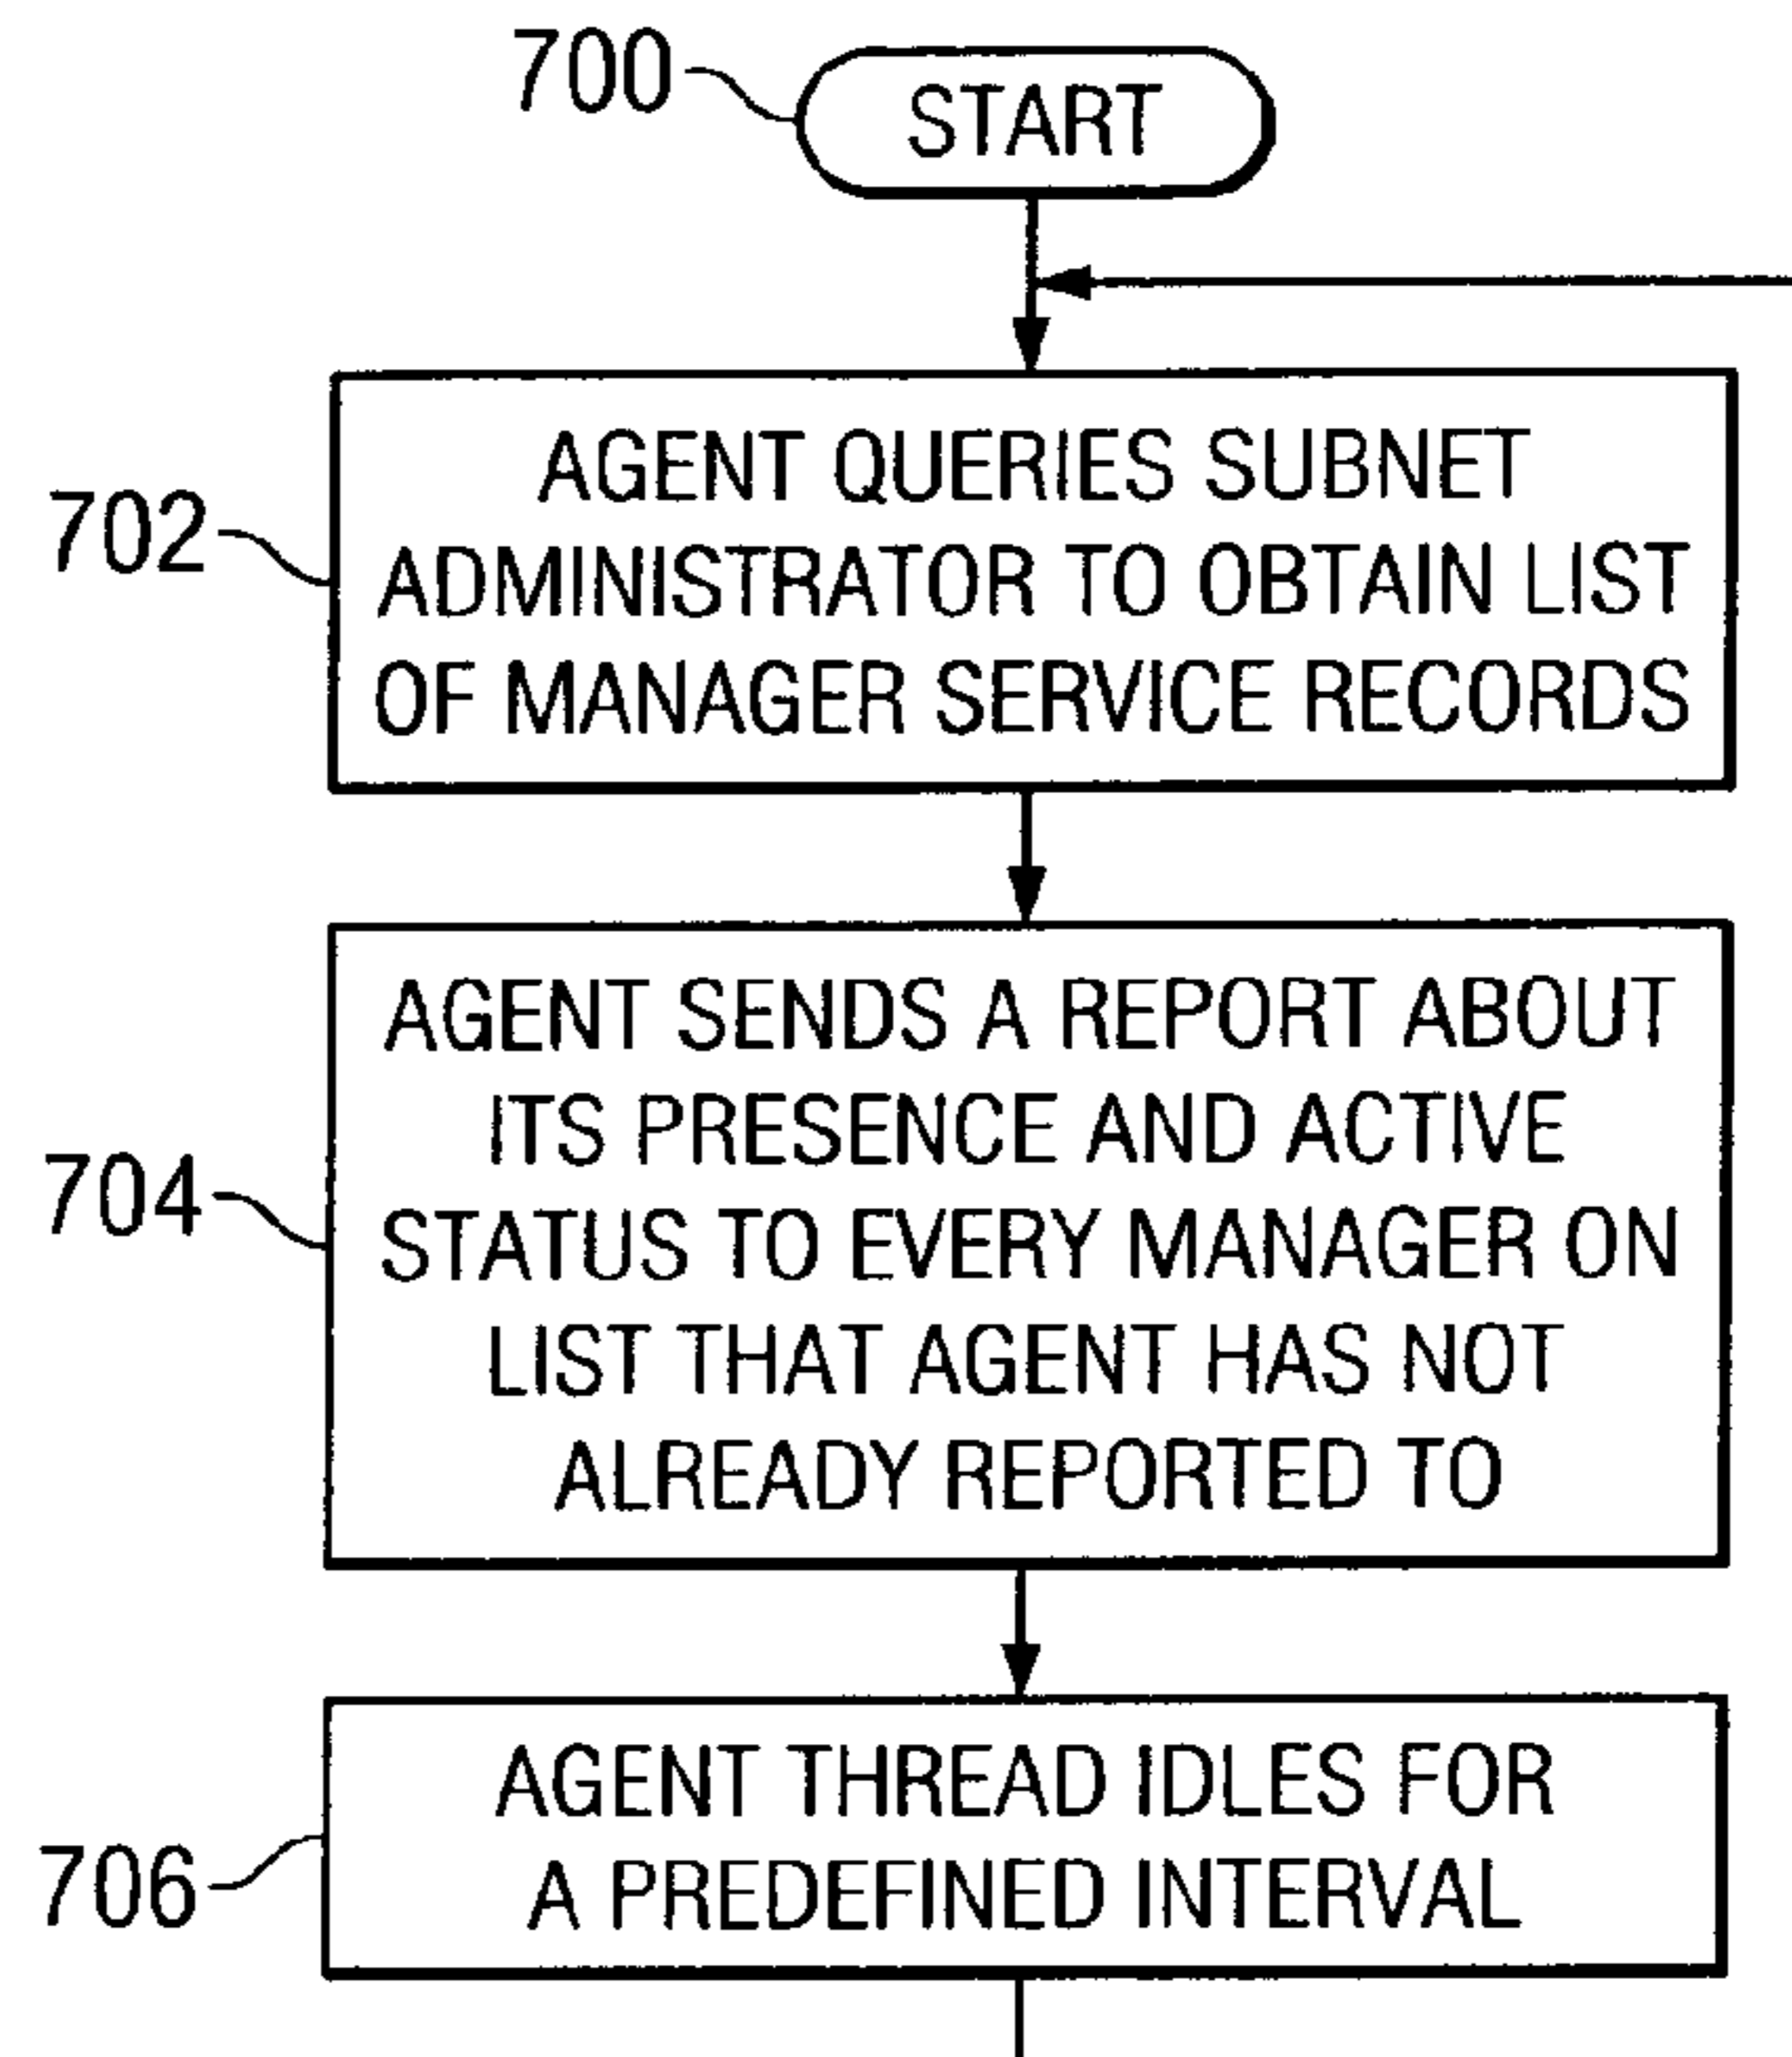 700
START
702
AGENT QUERIES SUBNET
ADMINISTRATOR TO OBTAIN LIST
OF MANAGER SERVICE RECORDS
704
AGENT SENDS A REPORT ABOUT
ITS PRESENCE AND ACTIVE
STATUS TO EVERY MANAGER ON
LIST THAT AGENT HAS NOT
ALREADY REPORTED TO
706
AGENT THREAD IDLES FOR
A PREDEFINED INTERVAL